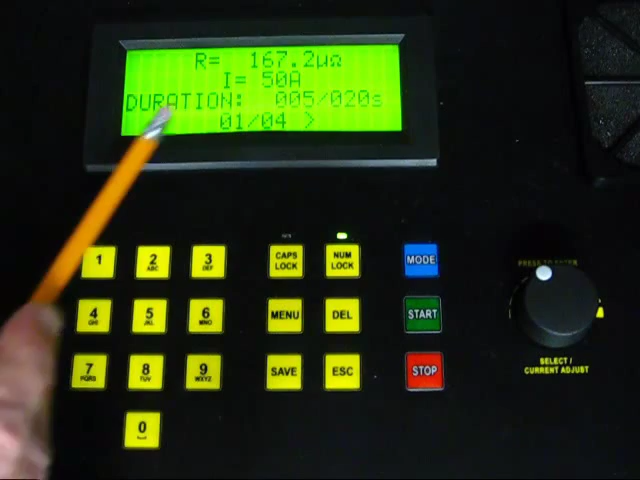 R= 167.2µΩ
I= 50A
DURATION: 005/020s
01/04 >
1
2 ABC
3 DEF
CAPS LOCK
NUM LOCK
MODE
PRESS TO ENTER
4 GHI
5 JKL
6 MNO
MENU
DEL
START
SELECT /
CURRENT ADJUST
7 PQRS
8 TUV
9 WXYZ
SAVE
ESC
STOP
0